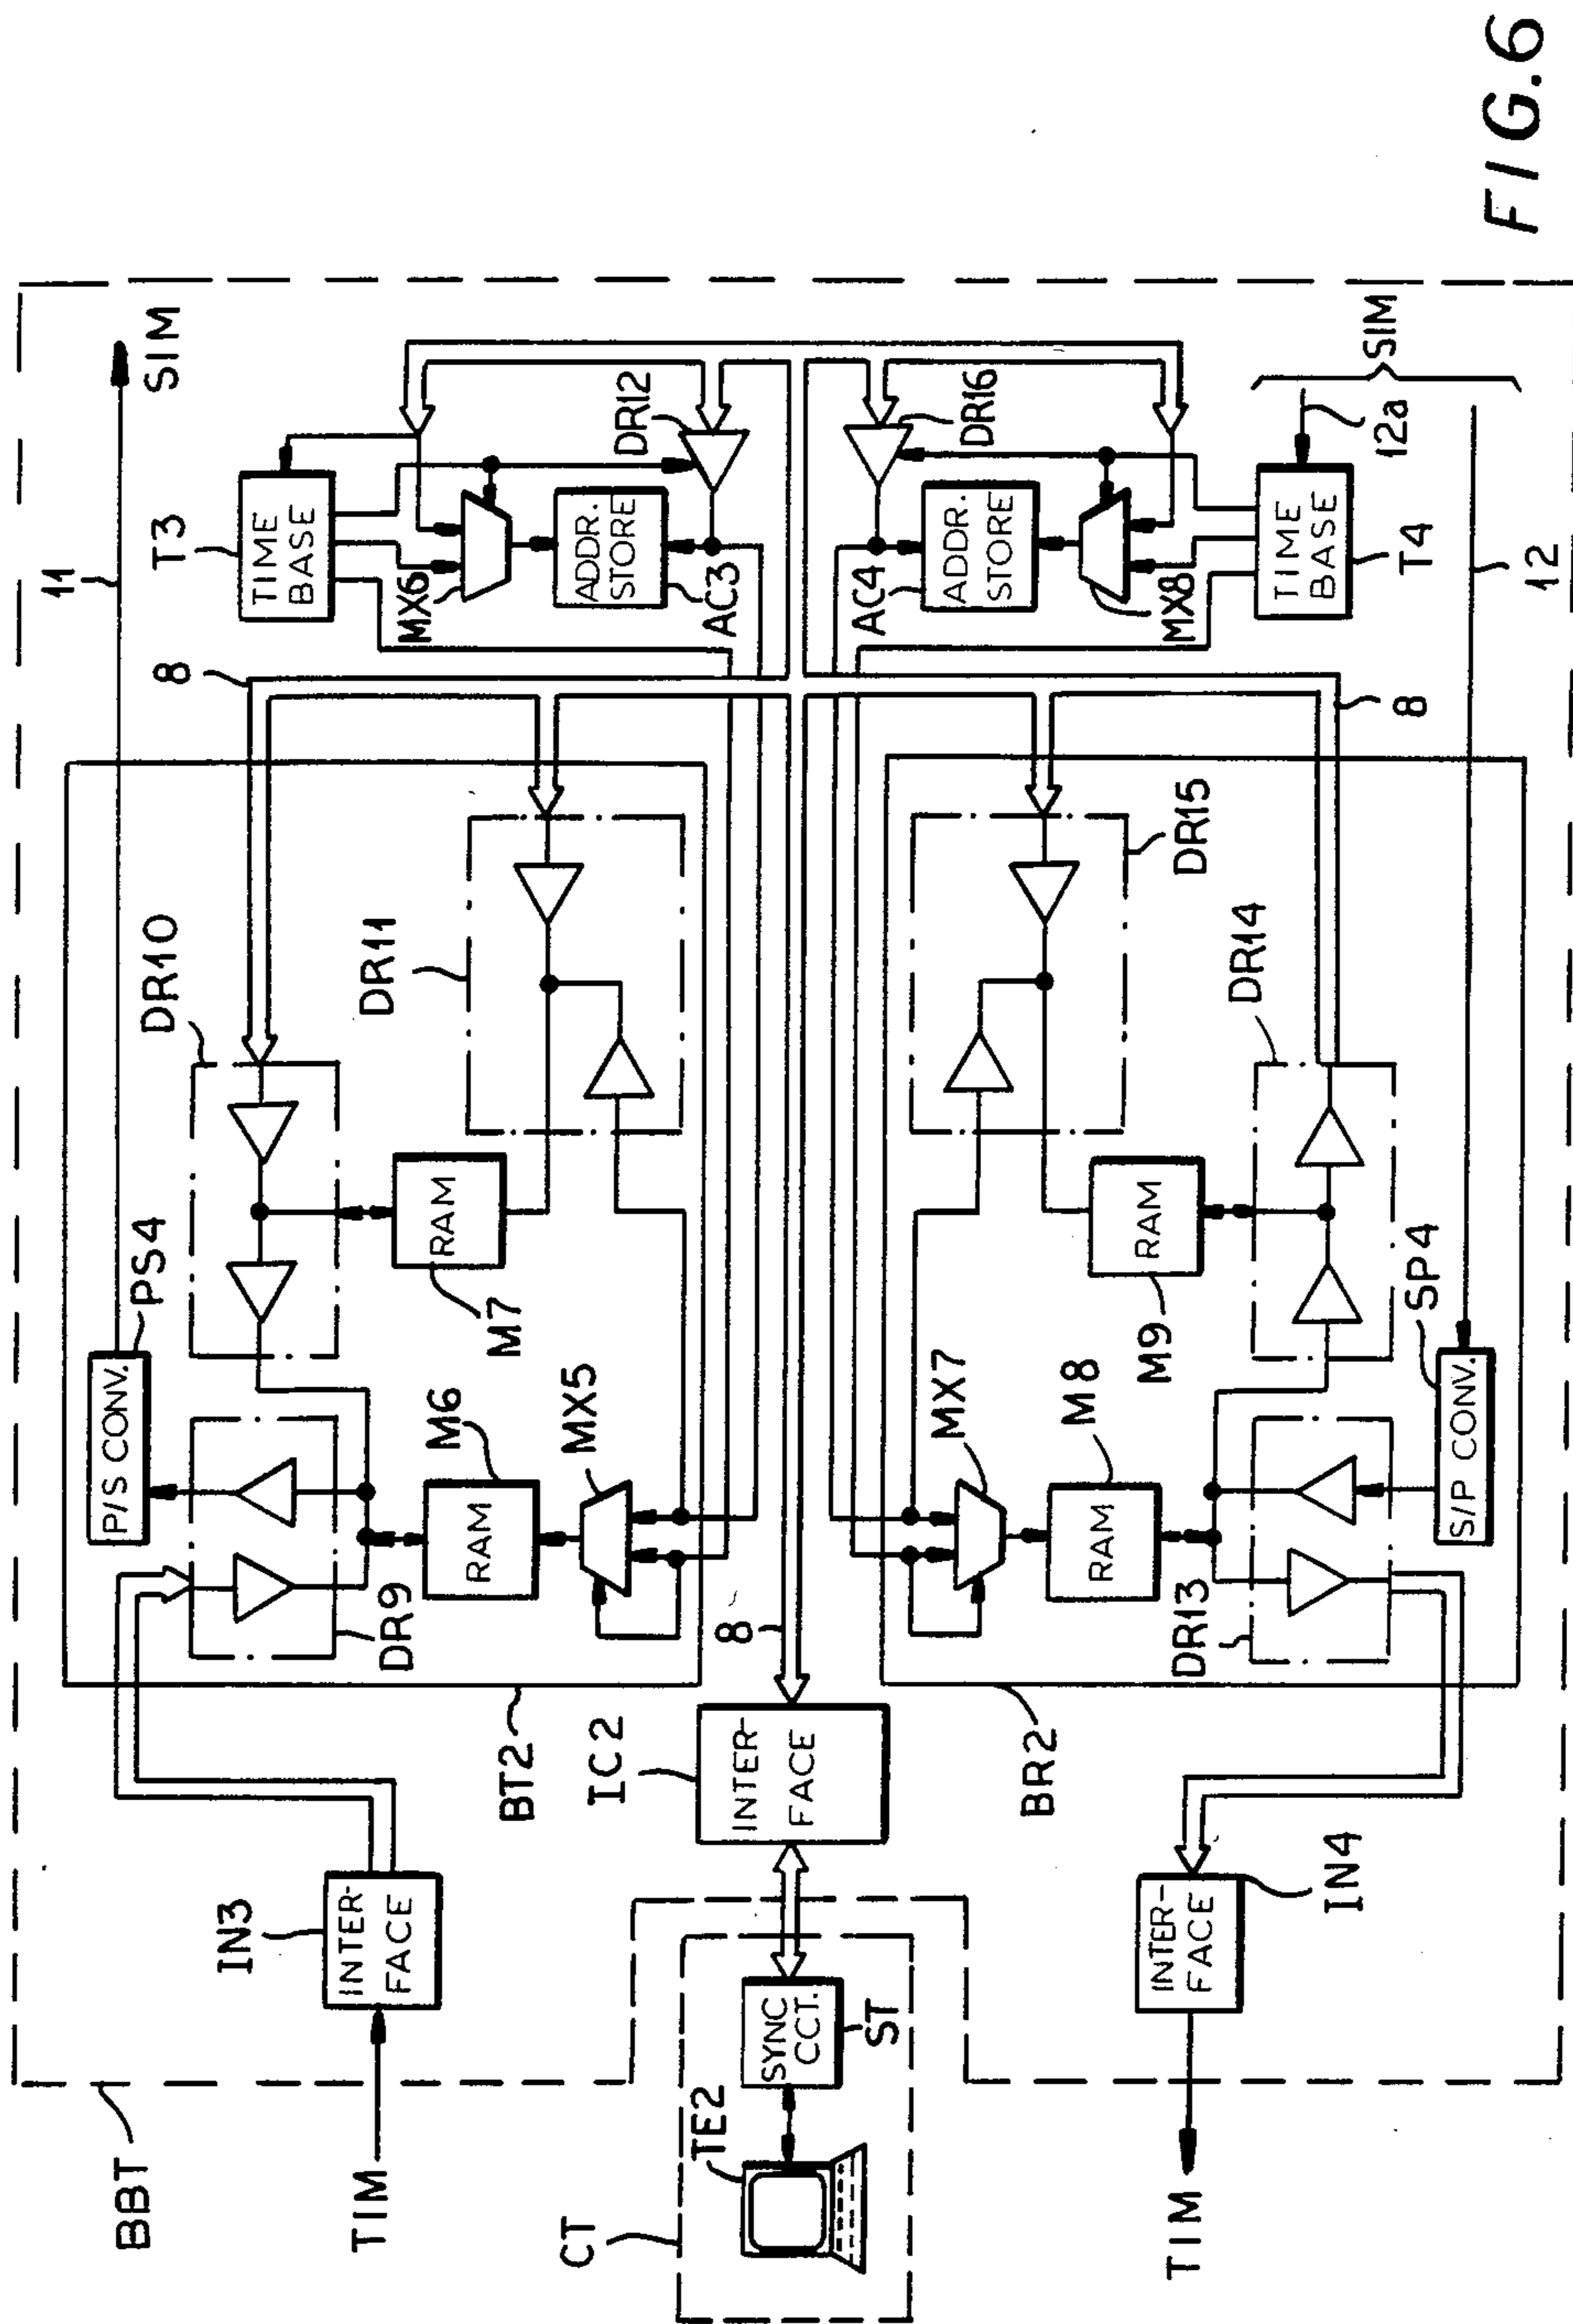 FIG.6
BBT
TIM
IN3
INTER-
FACE
11
SIM
P/S CONV.
PS4
DR10
8
T3
TIME
BASE
DR9
M6
RAM
M7
RAM
DR11
MX5
MX6
ADDR.
STORE
AC3
DR12
BT2
CT
TE2
SYNC
CCT.
ST
IC2
INTER-
FACE
8
BR2
MX7
M8
RAM
M9
RAM
DR15
AC4
ADDR.
STORE
DR16
MX8
DR13
DR14
8
T4
TIME
BASE
12a
SIM
S/P CONV.
SP4
12
TIM
INTER-
FACE
IN4